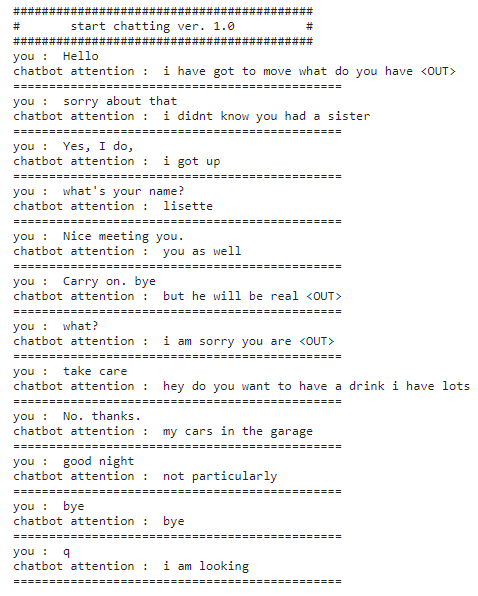 ##########################################
#       start chatting ver. 1.0          #
##########################################
you :  Hello
chatbot attention :  i have got to move what do you have <OUT>
==============================================
you :  sorry about that
chatbot attention :  i didnt know you had a sister
==============================================
you :  Yes, I do,
chatbot attention :  i got up
==============================================
you :  what's your name?
chatbot attention :  lisette
==============================================
you :  Nice meeting you.
chatbot attention :  you as well
==============================================
you :  Carry on. bye
chatbot attention :  but he will be real <OUT>
==============================================
you :  what?
chatbot attention :  i am sorry you are <OUT>
==============================================
you :  take care
chatbot attention :  hey do you want to have a drink i have lots
==============================================
you :  No. thanks.
chatbot attention :  my cars in the garage
==============================================
you :  good night
chatbot attention :  not particularly
==============================================
you :  bye
chatbot attention :  bye
==============================================
you :  q
chatbot attention :  i am looking
==============================================